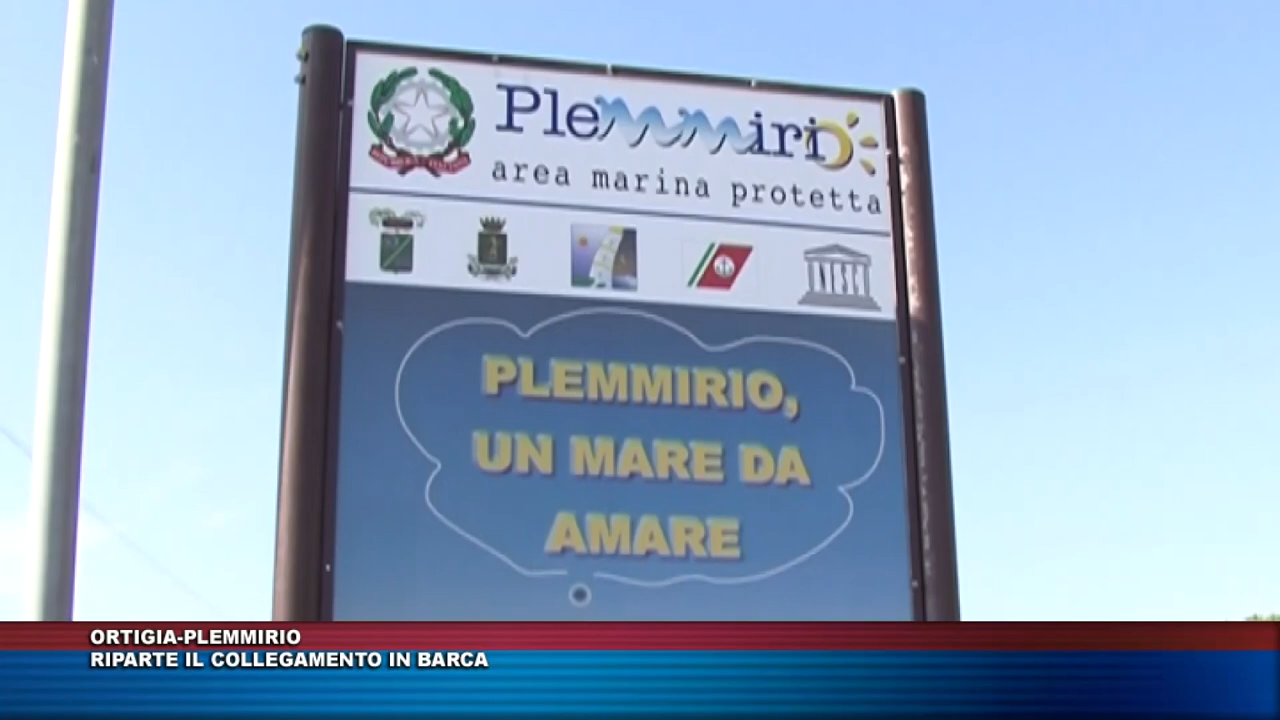 Plemmirio
area marina protetta
PLEMMIRIO,
UN MARE DA
AMARE
ORTIGIA-PLEMMIRIO
RIPARTE IL COLLEGAMENTO IN BARCA